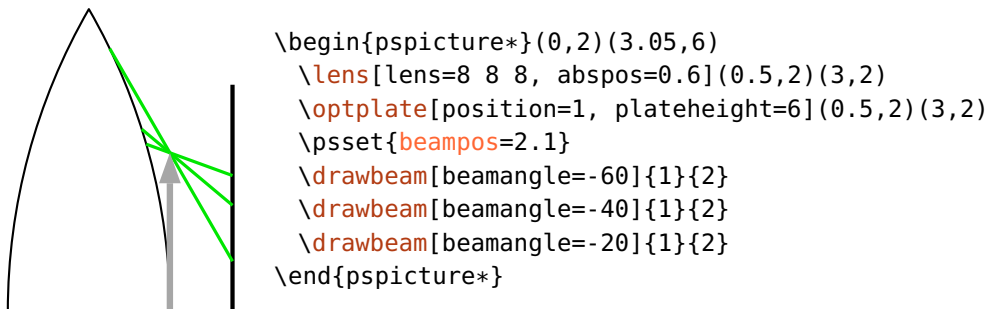 \begin{pspicture*}(0,2)(3.05,6)
  \lens[lens=8 8 8, abspos=0.6](0.5,2)(3,2)
  \optplate[position=1, plateheight=6](0.5,2)(3,2)
  \psset{beampos=2.1}
  \drawbeam[beamangle=-60]{1}{2}
  \drawbeam[beamangle=-40]{1}{2}
  \drawbeam[beamangle=-20]{1}{2}
\end{pspicture*}